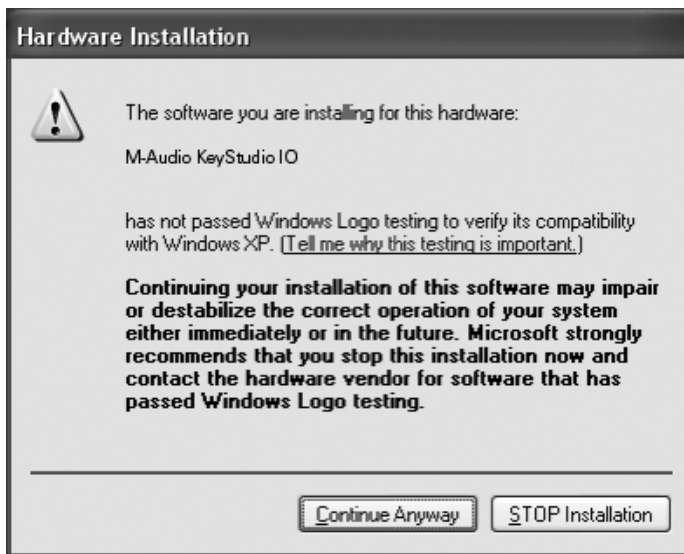 Hardware Installation
The software you are installing for this hardware:
M-Audio KeyStudio IO
has not passed Windows Logo testing to verify its compatibility
with Windows XP. (Tell me why this testing is important.)
Continuing your installation of this software may impair
or destabilize the correct operation of your system
either immediately or in the future. Microsoft strongly
recommends that you stop this installation now and
contact the hardware vendor for software that has
passed Windows Logo testing.
Continue Anyway
STOP Installation